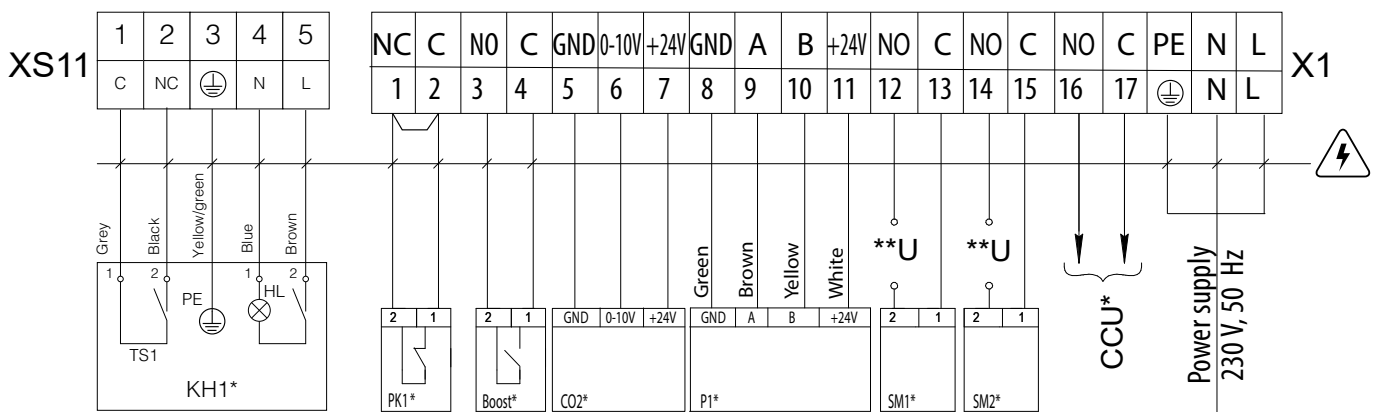 XS11
1 2 3 4 5
C NC N L
NC C NO C GND 0-10V +24V GND A B +24V NO C NO C NO C PE N L
1 2 3 4 5 6 7 8 9 10 11 12 13 14 15 16 17 N L
X1
Grey
Black
Yellow/green
Blue
Brown
1 2 PE 1 HL 2
TS1
KH1*
2 1
PK1*
2 1
Boost*
GND 0-10V +24V
CO2*
Green
Brown
Yellow
White
GND A B +24V
P1*
**U
2 1
SM1*
**U
2 1
SM2*
CCU*
Power supply
230 V, 50 Hz